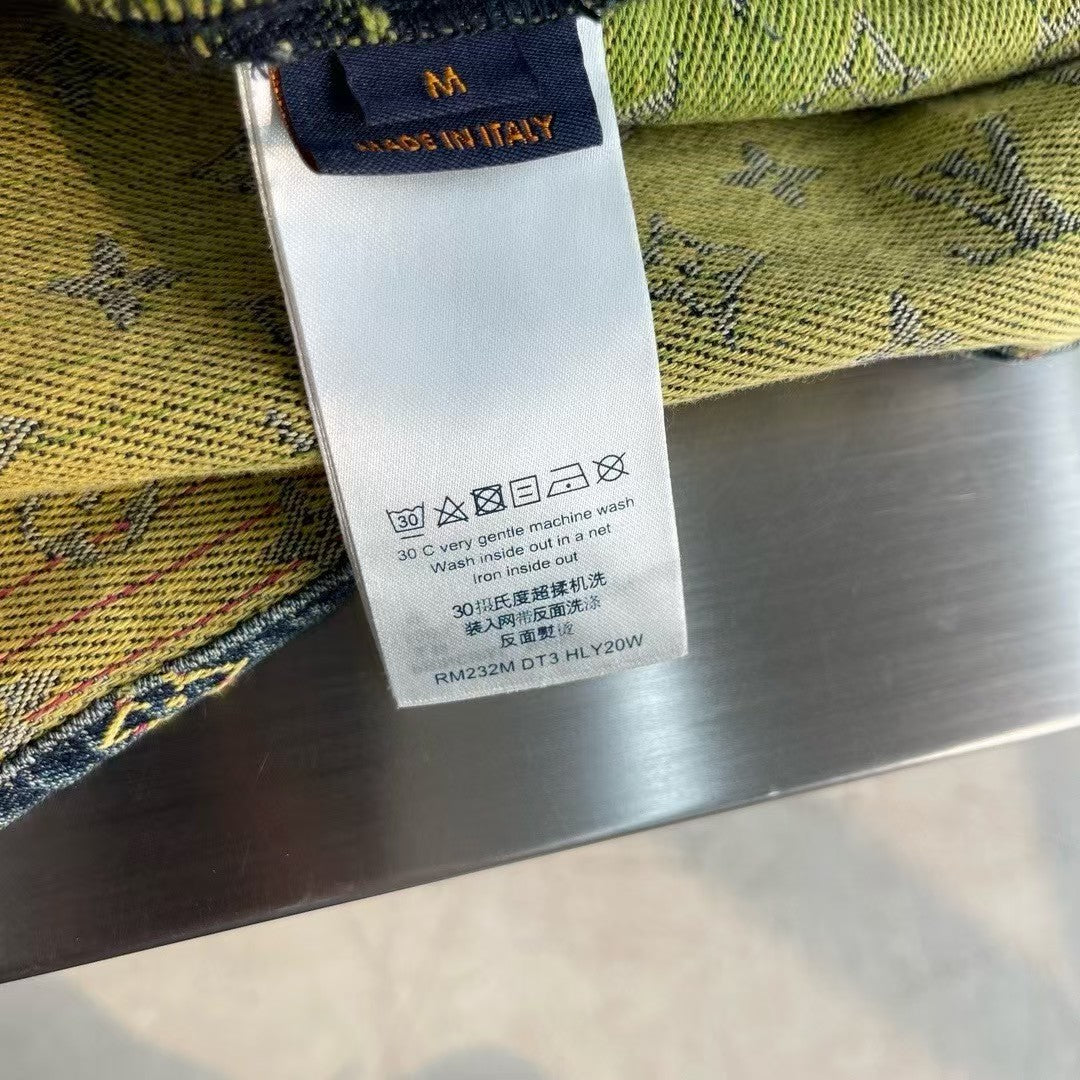 M
MADE IN ITALY
30
30 C very gentle machine wash
Wash inside out in a net
Iron inside out
30摄氏度超揉机洗
装入网带反面洗涤
反面熨烫
RM232M DT3 HLY20W